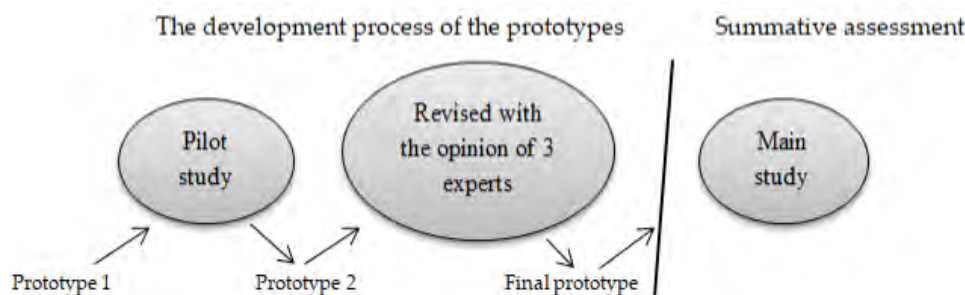 The development process of the prototypes
Summative assessment
Pilot
study
Revised with
the opinion of 3
experts
Main
study
Prototype 1
Prototype 2
Final prototype